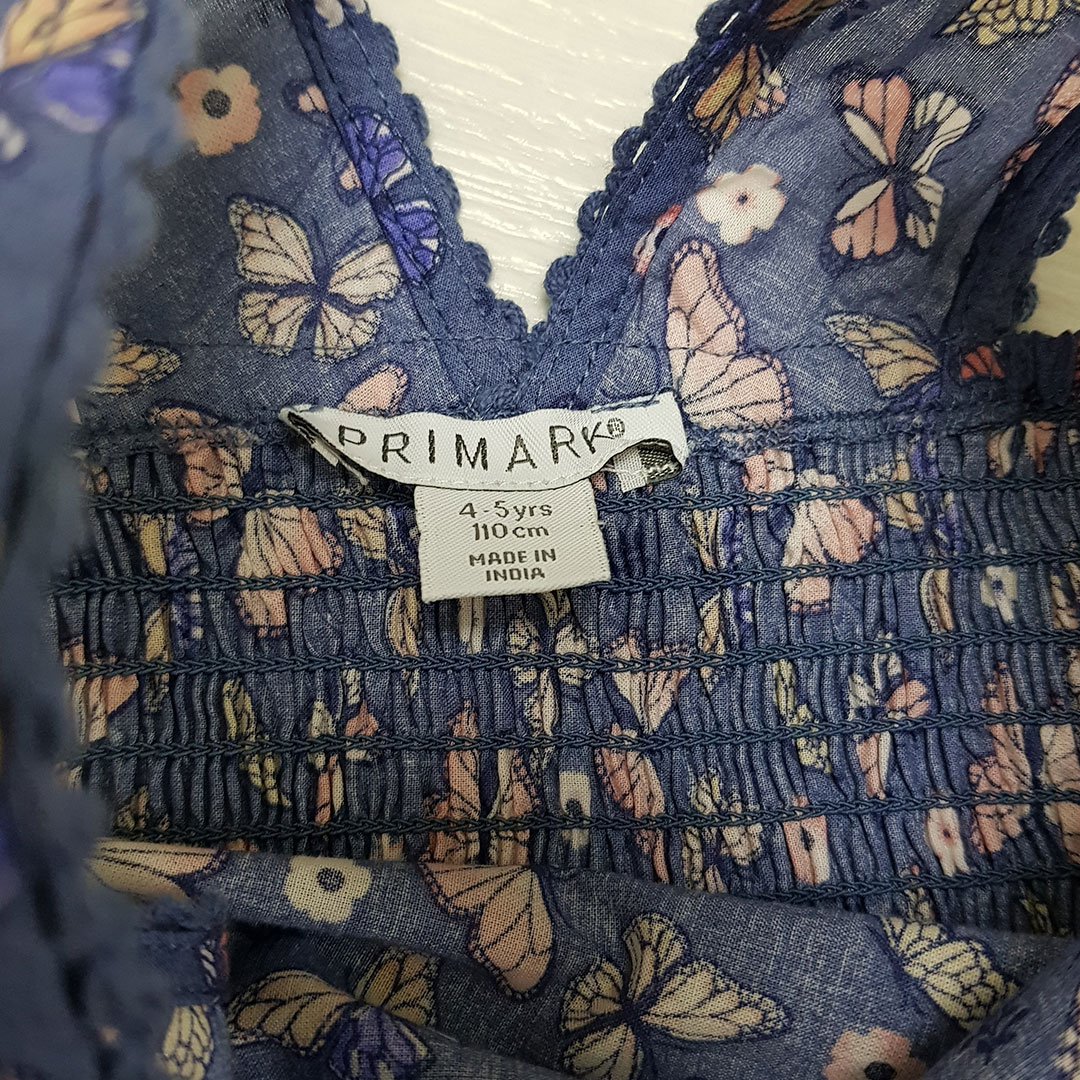 PRIMARK®
4-5yrs
110cm
MADE IN
INDIA